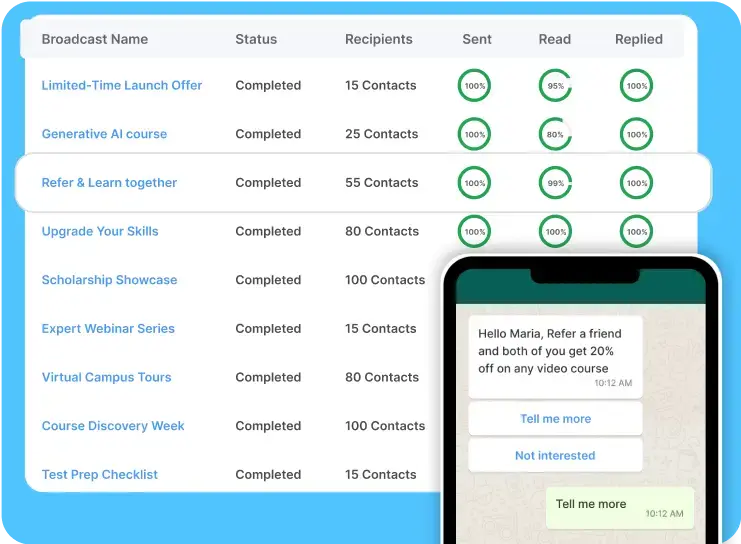 Broadcast Name Status Recipients Sent Read Replied
Limited-Time Launch Offer Completed 15 Contacts 100% 95% 100%
Generative AI course Completed 25 Contacts 100% 80% 100%
Refer & Learn together Completed 55 Contacts 100% 99% 100%
Upgrade Your Skills Completed 80 Contacts 100% 100% 100%
Scholarship Showcase Completed 100 Contacts
Expert Webinar Series Completed 15 Contacts
Virtual Campus Tours Completed 80 Contacts
Course Discovery Week Completed 100 Contacts
Test Prep Checklist Completed 15 Contacts
Hello Maria, Refer a friend
and both of you get 20%
off on any video course
10:12 AM
Tell me more
Not interested
Tell me more
10:12 AM